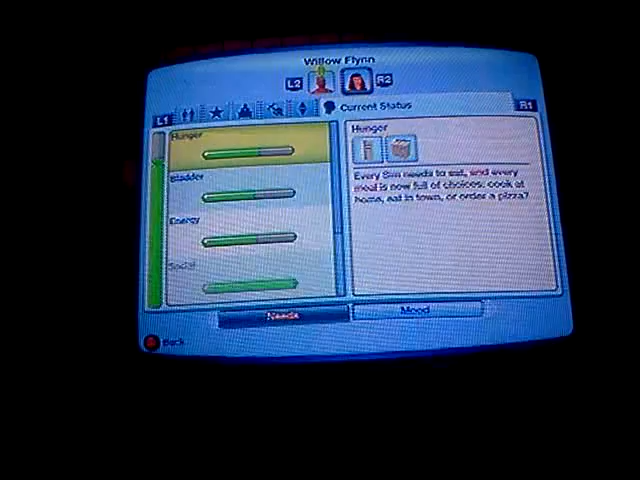 Willow Flynn
L2
R2
L1
Current Status
R1
Hunger
Bladder
Energy
Social
Hunger
Every Sim needs to eat, and every
meal is now full of choices: cook at
home, eat in town, or order a pizza?
Needs
Mood
Back